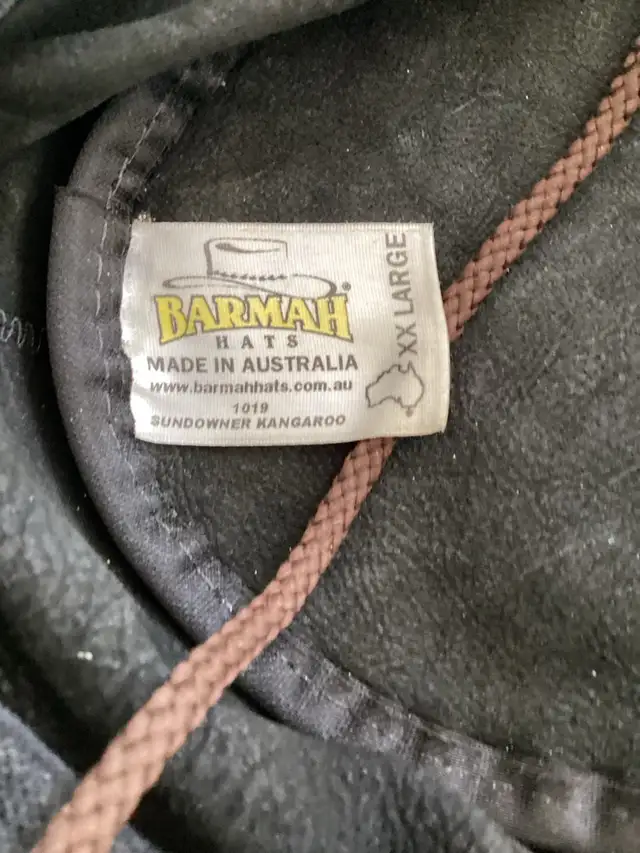 BARMAH®
HATS
MADE IN AUSTRALIA
www.barmahhats.com.au
1019
SUNDOWNER KANGAROO
XX LARGE